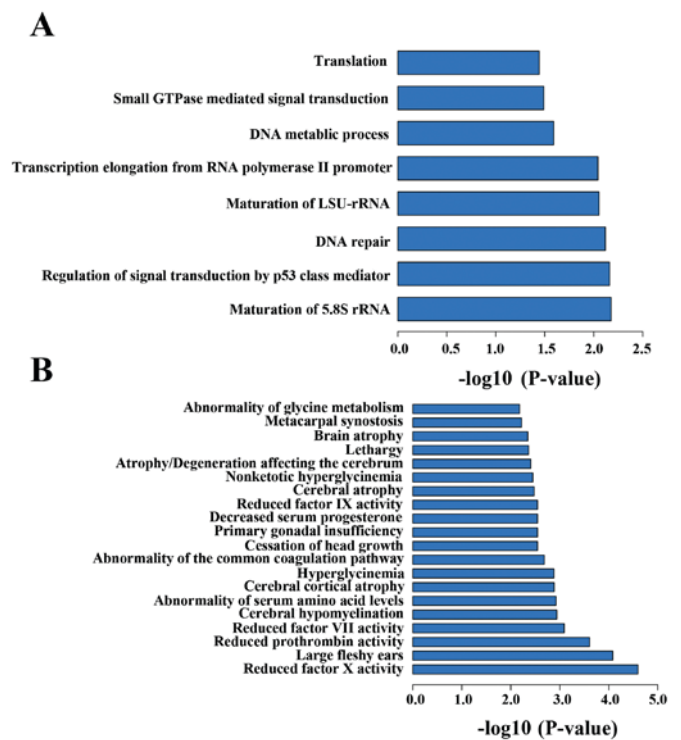 A
Translation
Small GTPase mediated signal transduction
DNA metablic process
Transcription elongation from RNA polymerase II promoter
Maturation of LSU-rRNA
DNA repair
Regulation of signal transduction by p53 class mediator
Maturation of 5.8S rRNA
0.0 0.5 1.0 1.5 2.0 2.5
-log10 (P-value)
B
Abnormality of glycine metabolism
Metacarpal synostosis
Brain atrophy
Lethargy
Atrophy/Degeneration affecting the cerebrum
Nonketotic hyperglycinemia
Cerebral atrophy
Reduced factor IX activity
Decreased serum progesterone
Primary gonadal insufficiency
Cessation of head growth
Abnormality of the common coagulation pathway
Hyperglycinemia
Cerebral cortical atrophy
Abnormality of serum amino acid levels
Cerebral hypomyelination
Reduced factor VII activity
Reduced prothrombin activity
Large fleshy ears
Reduced factor X activity
0.0 1.0 2.0 3.0 4.0 5.0
-log10 (P-value)